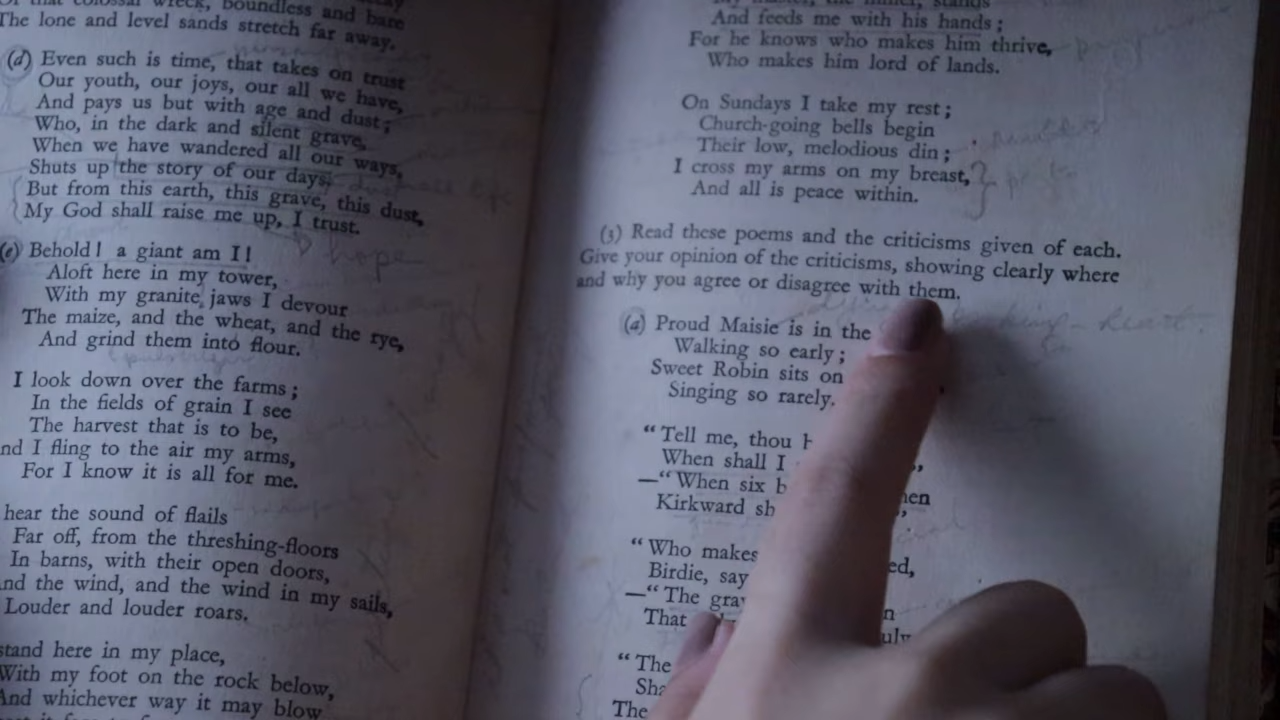 Of that colossal wreck, boundless and bare
The lone and level sands stretch far away.
(d) Even such is time, that takes on trust
Our youth, our joys, our all we have,
And pays us but with age and dust;
Who, in the dark and silent grave,
When we have wandered all our ways,
Shuts up the story of our days;
But from this earth, this grave, this dust,
My God shall raise me up, I trust.
hope
(e) Behold! a giant am I!
Aloft here in my tower,
With my granite jaws I devour
The maize, and the wheat, and the rye,
And grind them into flour.
I look down over the farms;
In the fields of grain I see
The harvest that is to be,
nd I fling to the air my arms,
For I know it is all for me.
hear the sound of flails
Far off, from the threshing-floors
In barns, with their open doors,
nd the wind, and the wind in my sails,
Louder and louder roars.
stand here in my place,
With my foot on the rock below,
And whichever way it may blow
And feeds me with his hands;
For he knows who makes him thrive,
Who makes him lord of lands.
On Sundays I take my rest;
Church-going bells begin
Their low, melodious din;
I cross my arms on my breast,
And all is peace within.
(3) Read these poems and the criticisms given of each.
Give your opinion of the criticisms, showing clearly where
and why you agree or disagree with them.
(a) Proud Maisie is in the
Walking so early;
Sweet Robin sits on
Singing so rarely.
"Tell me, thou
When shall I
—"When six
Kirkward
"Who makes
Birdie, say
—"The
That
"The
The